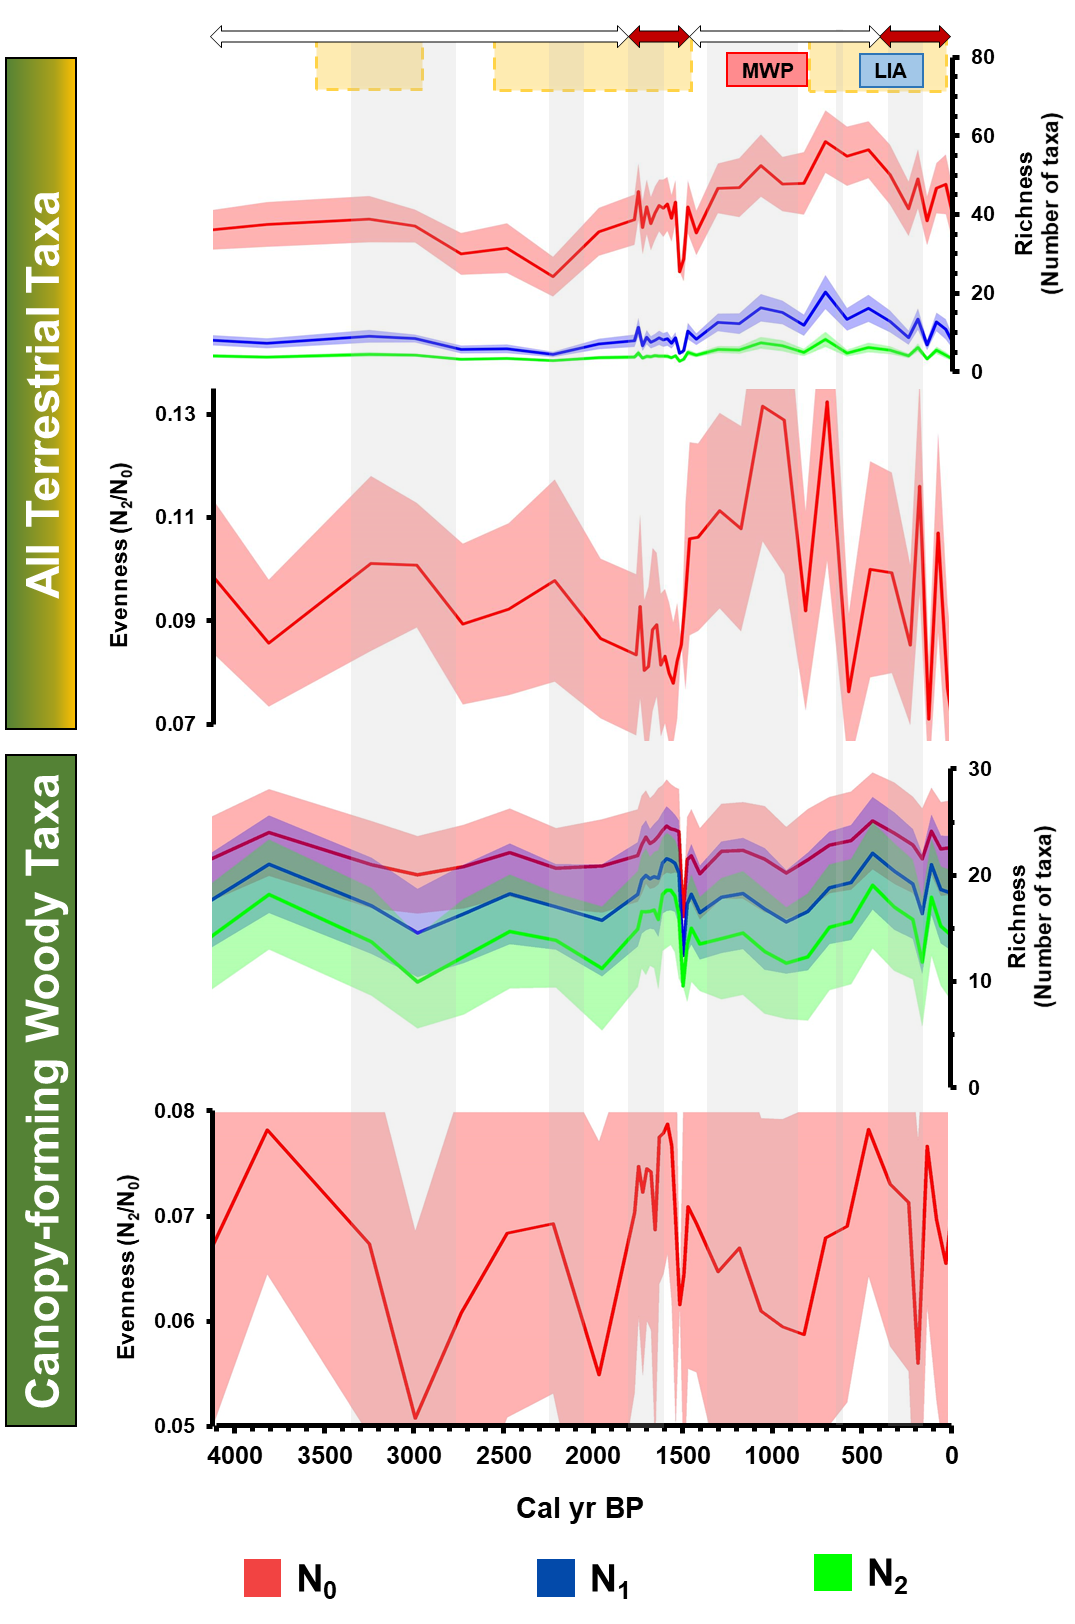 MWP
LIA
All Terrestrial Taxa
80
60
40
20
0
Richness
(Number of taxa)
0.13
0.11
0.09
0.07
Evenness (N2/N0)
Canopy-forming Woody Taxa
30
20
10
0
Richness
(Number of taxa)
0.08
0.07
0.06
0.05
Evenness (N2/N0)
4000 3500 3000 2500 2000 1500 1000 500 0
Cal yr BP
N0 N1 N2